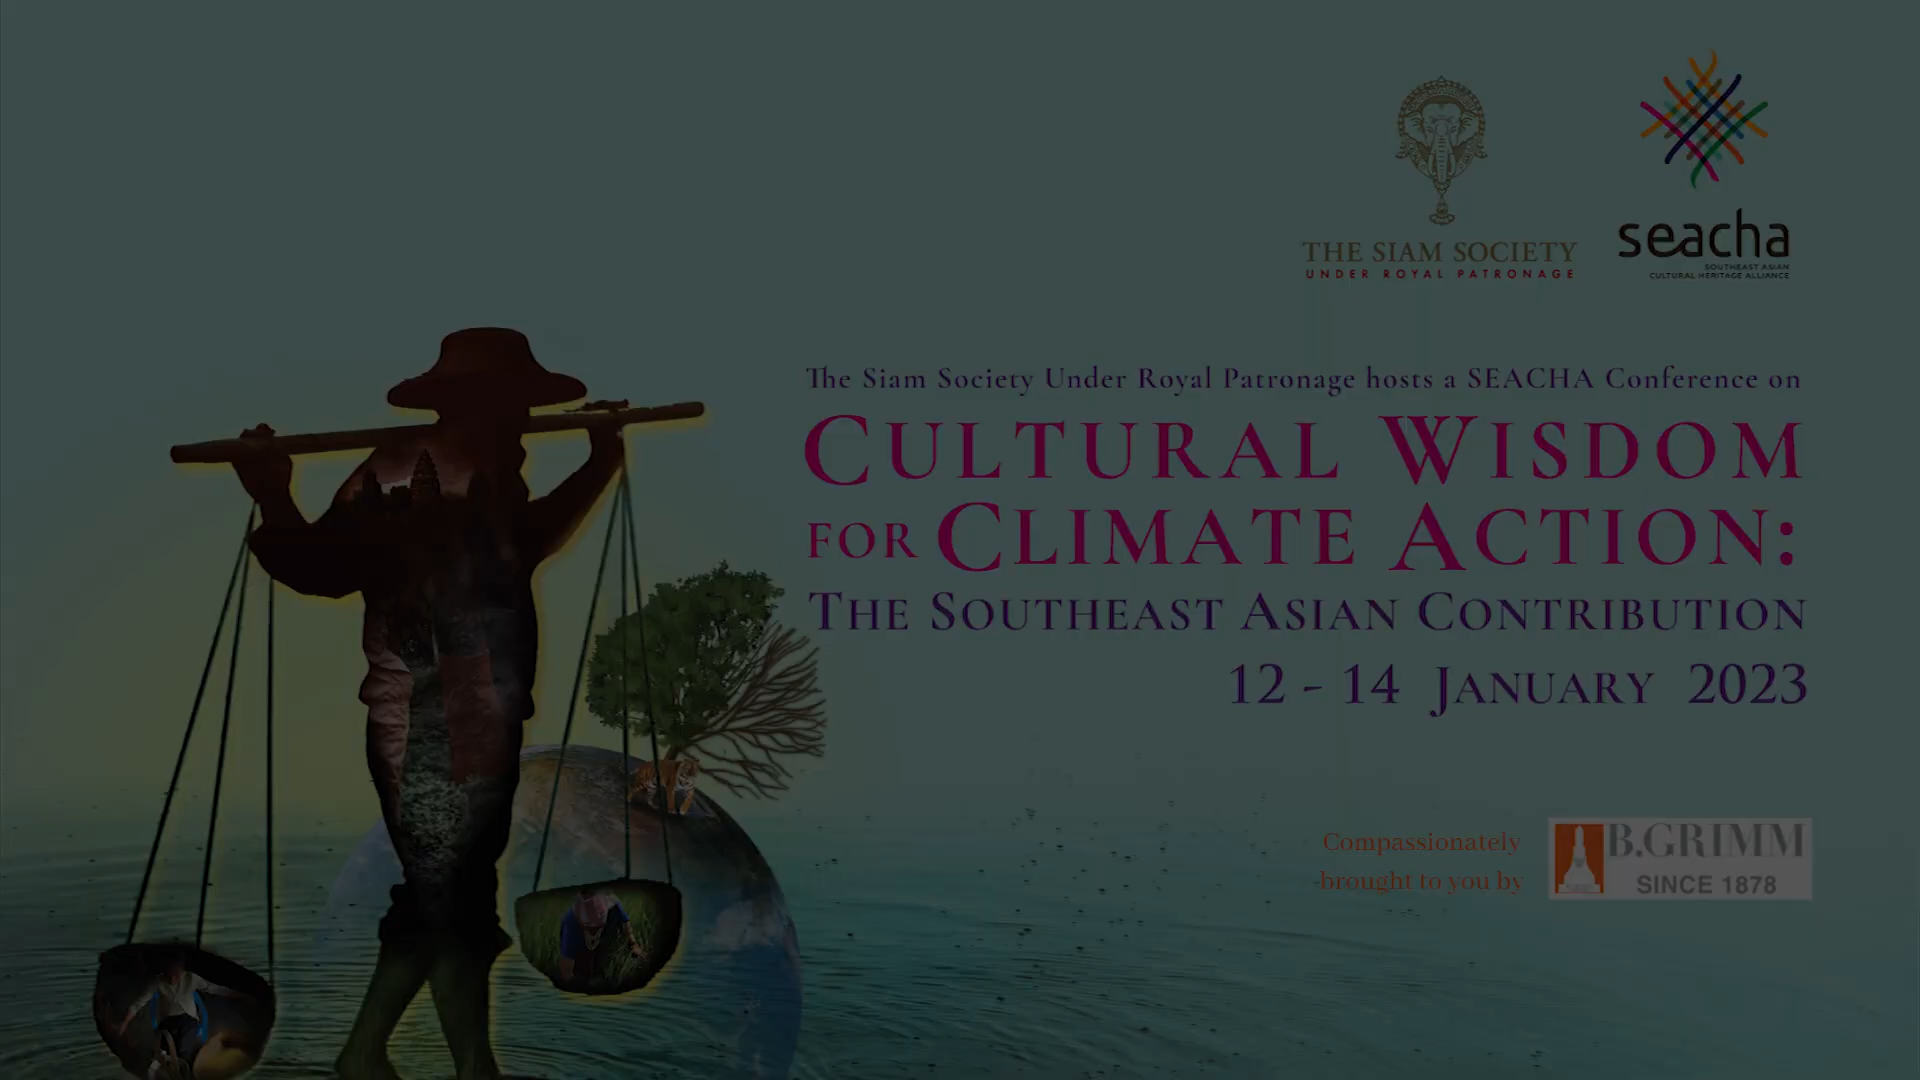 THE SIAM SOCIETY
UNDER ROYAL PATRONAGE
seacha
SOUTHEAST ASIAN
CULTURAL HERITAGE ALLIANCE
The Siam Society Under Royal Patronage hosts a SEACHA Conference on
CULTURAL WISDOM
FOR CLIMATE ACTION:
THE SOUTHEAST ASIAN CONTRIBUTION
12 - 14 JANUARY 2023
Compassionately
brought to you by
B.GRIMM
SINCE 1878